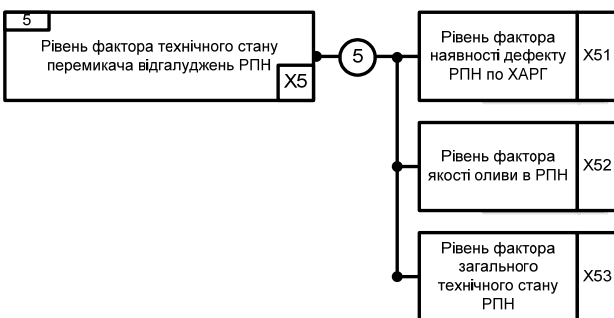 5
Рівень фактора технічного стану
перемикача відгалуджень РПН
X5
5
Рівень фактора
наявності дефекту
РПН по ХАРГ
X51
Рівень фактора
якості оливи в РПН
X52
Рівень фактора
загального
технічного стану
РПН
X53